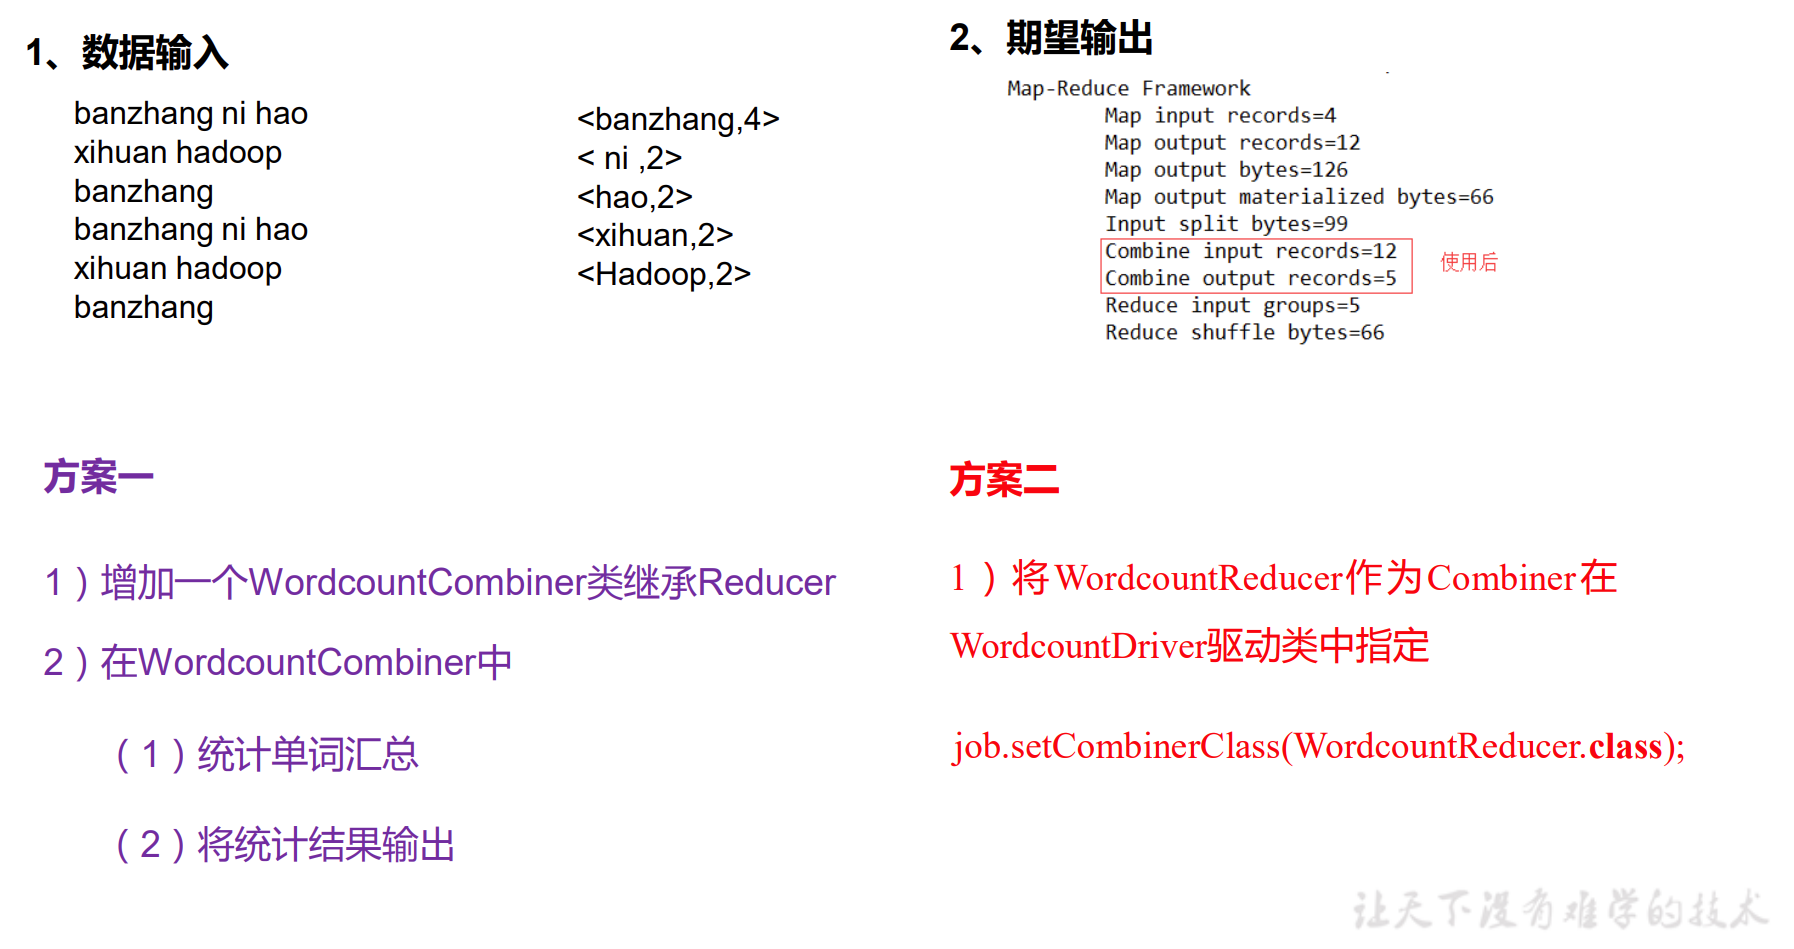 1、数据输入
banzhang ni hao
xihuan hadoop
banzhang
banzhang ni hao
xihuan hadoop
banzhang
<banzhang,4>
< ni ,2>
<hao,2>
<xihuan,2>
<Hadoop,2>
2、期望输出
Map-Reduce Framework
Map input records=4
Map output records=12
Map output bytes=126
Map output materialized bytes=66
Input split bytes=99
Combine input records=12
Combine output records=5
使用后
Reduce input groups=5
Reduce shuffle bytes=66
方案一
1）增加一个WordcountCombiner类继承Reducer
2）在WordcountCombiner中
（1）统计单词汇总
（2）将统计结果输出
方案二
1）将WordcountReducer作为Combiner在
WordcountDriver驱动类中指定
job.setCombinerClass(WordcountReducer.class);
让天下没有难学的技术